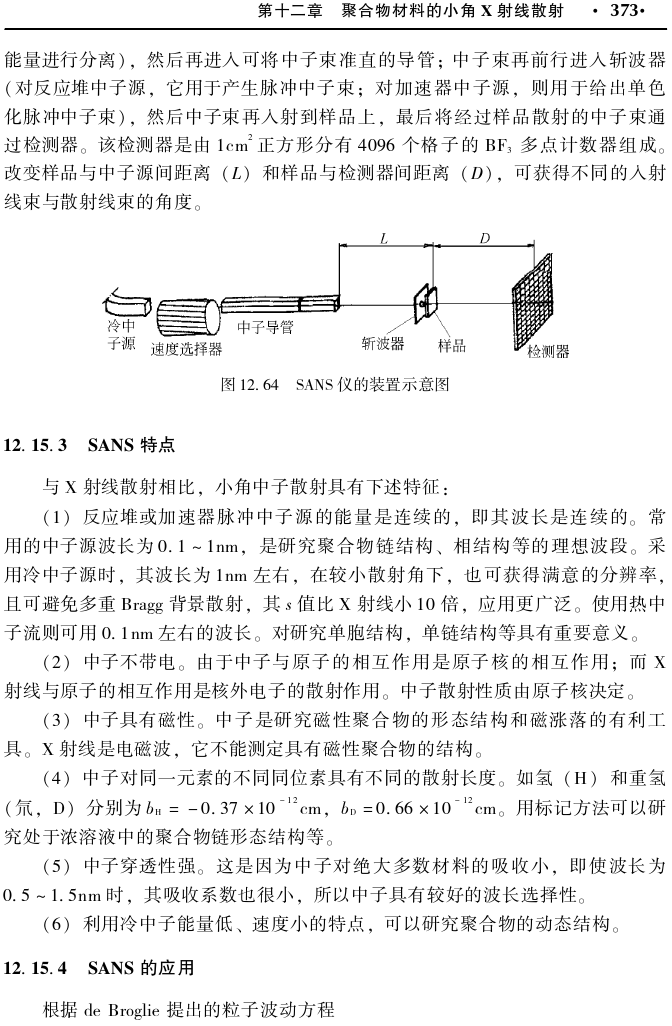 第十二章 聚合物材料的小角 X 射线散射 · 373·
能量进行分离), 然后再进入可将中子束准直的导管; 中子束再前行进入斩波器
(对反应堆中子源, 它用于产生脉冲中子束; 对加速器中子源, 则用于给出单色
化脉冲中子束), 然后中子束再入射到样品上, 最后将经过样品散射的中子束通
过检测器。该检测器是由 1cm² 正方形分有 4096 个格子的 BF₃ 多点计数器组成。
改变样品与中子源间距离 (L) 和样品与检测器间距离 (D), 可获得不同的入射
线束与散射线束的角度。
L D
冷中
子源
速度选择器
中子导管
斩波器
样品
检测器
图 12.64 SANS 仪的装置示意图
12.15.3 SANS 特点
与 X 射线散射相比, 小角中子散射具有下述特征:
(1) 反应堆或加速器脉冲中子源的能量是连续的, 即其波长是连续的。常
用的中子源波长为 0.1 ~ 1nm, 是研究聚合物链结构、相结构等的理想波段。采
用冷中子源时, 其波长为 1nm 左右, 在较小散射角下, 也可获得满意的分辨率,
且可避免多重 Bragg 背景散射, 其 s 值比 X 射线小 10 倍, 应用更广泛。使用热中
子流则可用 0.1nm 左右的波长。对研究单胞结构, 单链结构等具有重要意义。
(2) 中子不带电。由于中子与原子的相互作用是原子核的相互作用; 而 X
射线与原子的相互作用是核外电子的散射作用。中子散射性质由原子核决定。
(3) 中子具有磁性。中子是研究磁性聚合物的形态结构和磁涨落的有利工
具。X 射线是电磁波, 它不能测定具有磁性聚合物的结构。
(4) 中子对同一元素的不同同位素具有不同的散射长度。如氢 (H) 和重氢
(氘, D) 分别为 b_H = -0.37 × 10⁻¹²cm, b_D = 0.66 × 10⁻¹²cm。用标记方法可以研
究处于浓溶液中的聚合物链形态结构等。
(5) 中子穿透性强。这是因为中子对绝大多数材料的吸收小, 即使波长为
0.5 ~ 1.5nm 时, 其吸收系数也很小, 所以中子具有较好的波长选择性。
(6) 利用冷中子能量低、速度小的特点, 可以研究聚合物的动态结构。
12.15.4 SANS 的应用
根据 de Broglie 提出的粒子波动方程